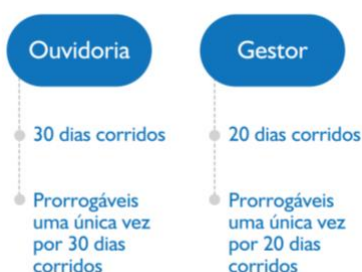 Ouvidoria
30 dias corridos
Prorrogáveis
uma única vez
por 30 dias
corridos
Gestor
20 dias corridos
Prorrogáveis
uma única vez
por 20 dias
corridos